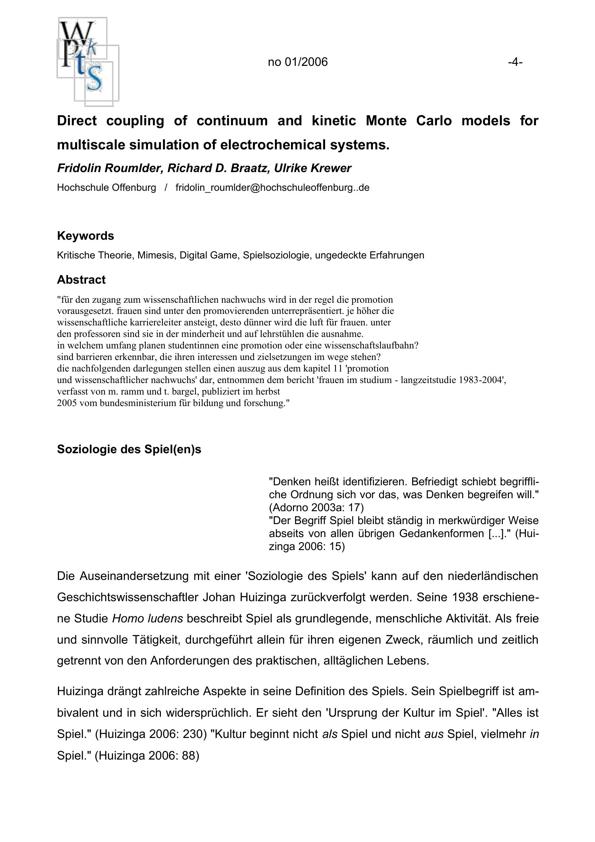 W
Pk
tS
no 01/2006 -4-
Direct coupling of continuum and kinetic Monte Carlo models for
multiscale simulation of electrochemical systems.
Fridolin Roumlder, Richard D. Braatz, Ulrike Krewer
Hochschule Offenburg / fridolin_roumlder@hochschuleoffenburg..de
Keywords
Kritische Theorie, Mimesis, Digital Game, Spielsoziologie, ungedeckte Erfahrungen
Abstract
"für den zugang zum wissenschaftlichen nachwuchs wird in der regel die promotion
vorausgesetzt. frauen sind unter den promovierenden unterrepräsentiert. je höher die
wissenschaftliche karriereleiter ansteigt, desto dünner wird die luft für frauen. unter
den professoren sind sie in der minderheit und auf lehrstühlen die ausnahme.
in welchem umfang planen studentinnen eine promotion oder eine wissenschaftslaufbahn?
sind barrieren erkennbar, die ihren interessen und zielsetzungen im wege stehen?
die nachfolgenden darlegungen stellen einen auszug aus dem kapitel 11 'promotion
und wissenschaftlicher nachwuchs' dar, entnommen dem bericht 'frauen im studium - langzeitstudie 1983-2004',
verfasst von m. ramm und t. bargel, publiziert im herbst
2005 vom bundesministerium für bildung und forschung."
Soziologie des Spiel(en)s
"Denken heißt identifizieren. Befriedigt schiebt begriffli-
che Ordnung sich vor das, was Denken begreifen will."
(Adorno 2003a: 17)
"Der Begriff Spiel bleibt ständig in merkwürdiger Weise
abseits von allen übrigen Gedankenformen [...]." (Hui-
zinga 2006: 15)
Die Auseinandersetzung mit einer 'Soziologie des Spiels' kann auf den niederländischen
Geschichtswissenschaftler Johan Huizinga zurückverfolgt werden. Seine 1938 erschiene-
ne Studie Homo ludens beschreibt Spiel als grundlegende, menschliche Aktivität. Als freie
und sinnvolle Tätigkeit, durchgeführt allein für ihren eigenen Zweck, räumlich und zeitlich
getrennt von den Anforderungen des praktischen, alltäglichen Lebens.
Huizinga drängt zahlreiche Aspekte in seine Definition des Spiels. Sein Spielbegriff ist am-
bivalent und in sich widersprüchlich. Er sieht den 'Ursprung der Kultur im Spiel'. "Alles ist
Spiel." (Huizinga 2006: 230) "Kultur beginnt nicht als Spiel und nicht aus Spiel, vielmehr in
Spiel." (Huizinga 2006: 88)